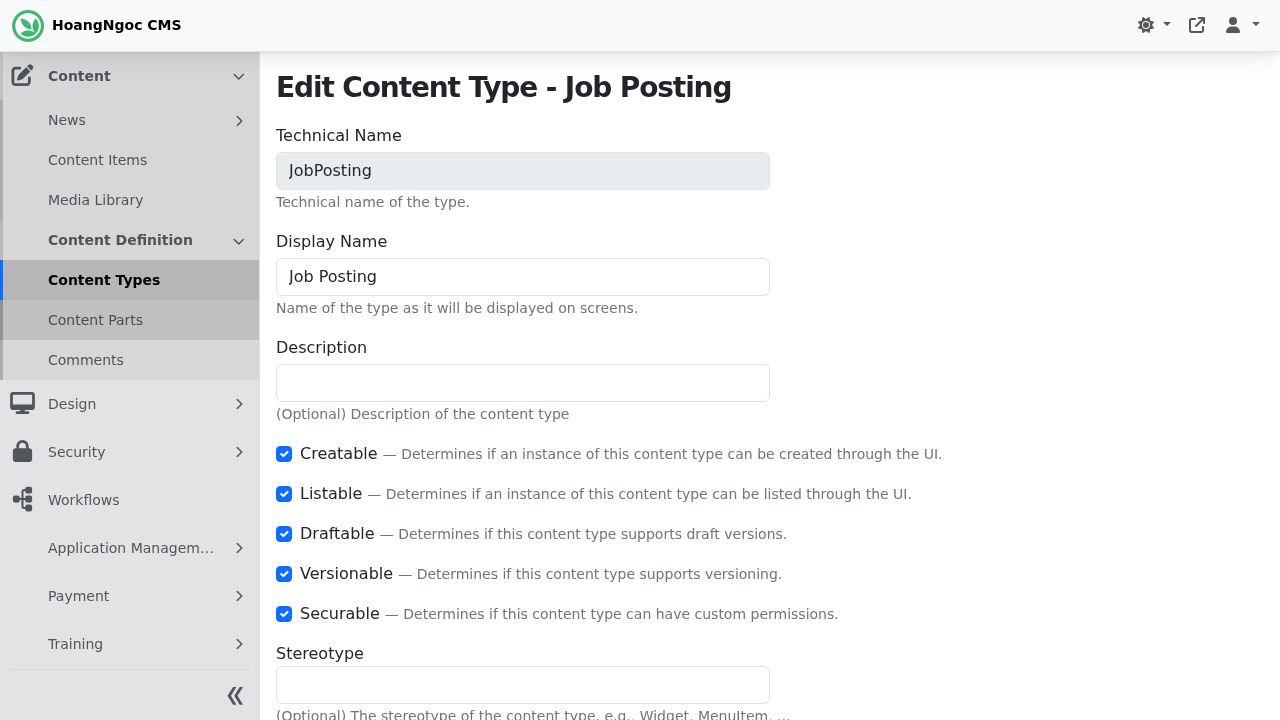 HoangNgoc CMS
Content
News
Content Items
Media Library
Content Definition
Content Types
Content Parts
Comments
Design
Security
Workflows
Application Managem...
Payment
Training
Edit Content Type - Job Posting
Technical Name
JobPosting
Technical name of the type.
Display Name
Job Posting
Name of the type as it will be displayed on screens.
Description
(Optional) Description of the content type
Creatable — Determines if an instance of this content type can be created through the UI.
Listable — Determines if an instance of this content type can be listed through the UI.
Draftable — Determines if this content type supports draft versions.
Versionable — Determines if this content type supports versioning.
Securable — Determines if this content type can have custom permissions.
Stereotype
(Optional) The stereotype of the content type. e.g., Widget, MenuItem, ...